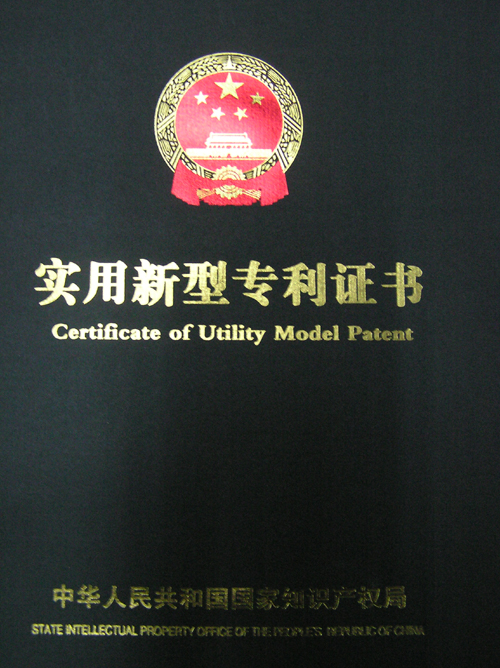 实用新型专利证书
Certificate of Utility Model Patent
中华人民共和国国家知识产权局
STATE INTELLECTUAL PROPERTY OFFICE OF THE PEOPLE'S REPUBLIC OF CHINA